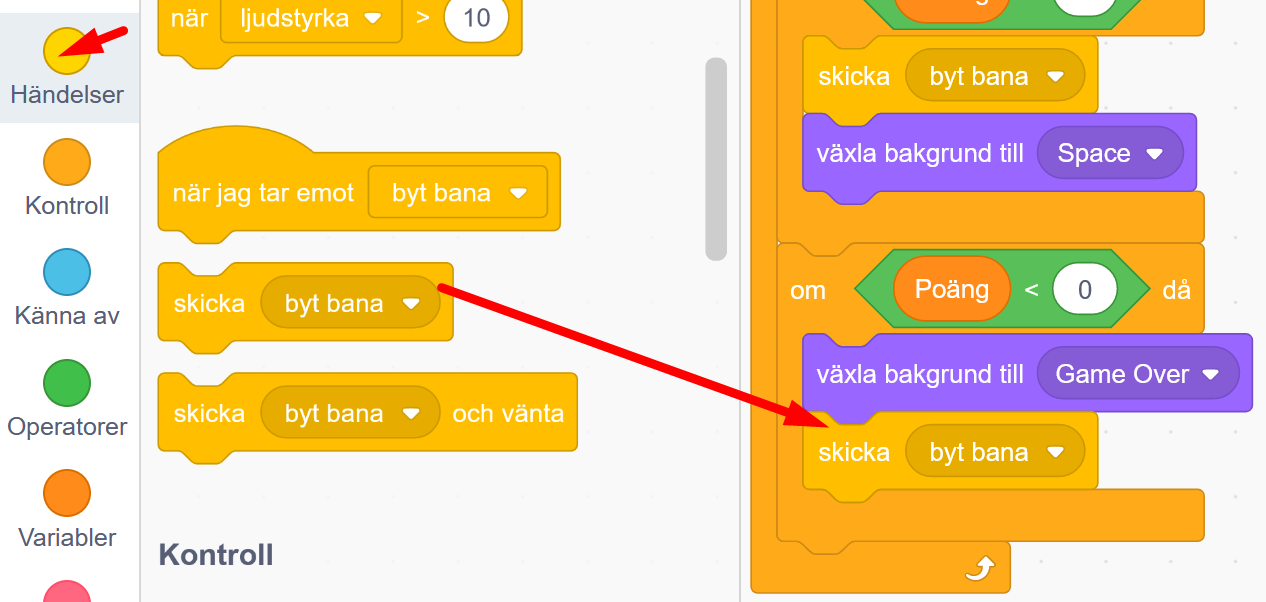 Händelser
Kontroll
Känna av
Operatorer
Variabler
när ljudstyrka > 10
när jag tar emot byt bana
skicka byt bana
skicka byt bana och vänta
Kontroll
skicka byt bana
växla bakgrund till Space
om Poäng < 0 då
växla bakgrund till Game Over
skicka byt bana